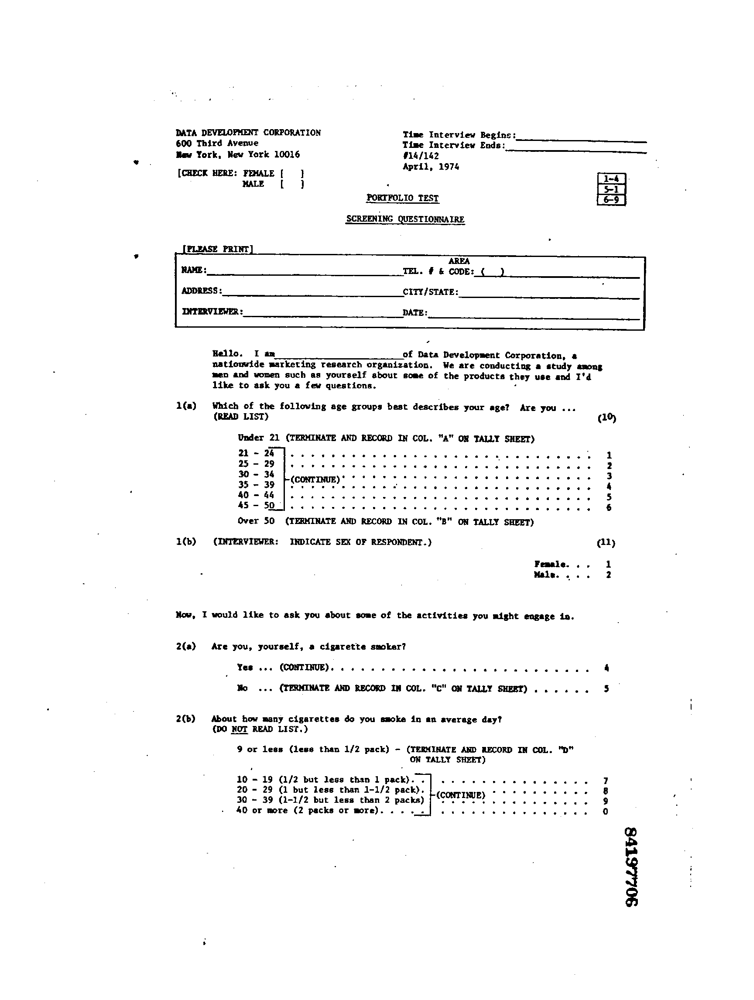 DATA DEVELOPMENT CORPORATION
600 Third Avenue
New York, New York 10016
Time Interview Begins:
Time Interview Ends:
#14/142
April, 1974
[CHECK HERE: FEMALE [ ]
MALE [ ]
1-4
5-1
6-9
PORTFOLIO TEST
SCREENING QUESTIONNAIRE
[PLEASE PRINT]
NAME: AREA TEL. # & CODE: ( )
ADDRESS: CITY/STATE:
INTERVIEWER: DATE:
Hello. I am of Data Development Corporation, a
nationwide marketing research organization. We are conducting a study among
men and women such as yourself about some of the products they use and I'd
like to ask you a few questions.
1(a) Which of the following age groups best describes your age? Are you ...
(READ LIST) (10)
Under 21 (TERMINATE AND RECORD IN COL. "A" ON TALLY SHEET)
21 - 24 . . . . . . . . . . . . . . . . . . . . . . . . . . . . . 1
25 - 29 . . . . . . . . . . . . . . . . . . . . . . . . . . . . . 2
30 - 34 (CONTINUE) . . . . . . . . . . . . . . . . . . . . . . . . 3
35 - 39 . . . . . . . . . . . . . . . . . . . . . . . . . . . . . 4
40 - 44 . . . . . . . . . . . . . . . . . . . . . . . . . . . . . 5
45 - 50 . . . . . . . . . . . . . . . . . . . . . . . . . . . . . 6
Over 50 (TERMINATE AND RECORD IN COL. "B" ON TALLY SHEET)
1(b) (INTERVIEWER: INDICATE SEX OF RESPONDENT.) (11)
Female. . . 1
Male. . . . 2
Now, I would like to ask you about some of the activities you might engage in.
2(a) Are you, yourself, a cigarette smoker?
Yes ... (CONTINUE). . . . . . . . . . . . . . . . . . . . . . . . . 4
No ... (TERMINATE AND RECORD IN COL. "C" ON TALLY SHEET) . . . . . . 5
2(b) About how many cigarettes do you smoke in an average day?
(DO NOT READ LIST.)
9 or less (less than 1/2 pack) - (TERMINATE AND RECORD IN COL. "D"
ON TALLY SHEET)
10 - 19 (1/2 but less than 1 pack). . . . . . . . . . . . . . . . 7
20 - 29 (1 but less than 1-1/2 pack). (CONTINUE) . . . . . . . . . . 8
30 - 39 (1-1/2 but less than 2 packs) . . . . . . . . . . . . . . 9
40 or more (2 packs or more). . . . . . . . . . . . . . . . . . . 0
84197706